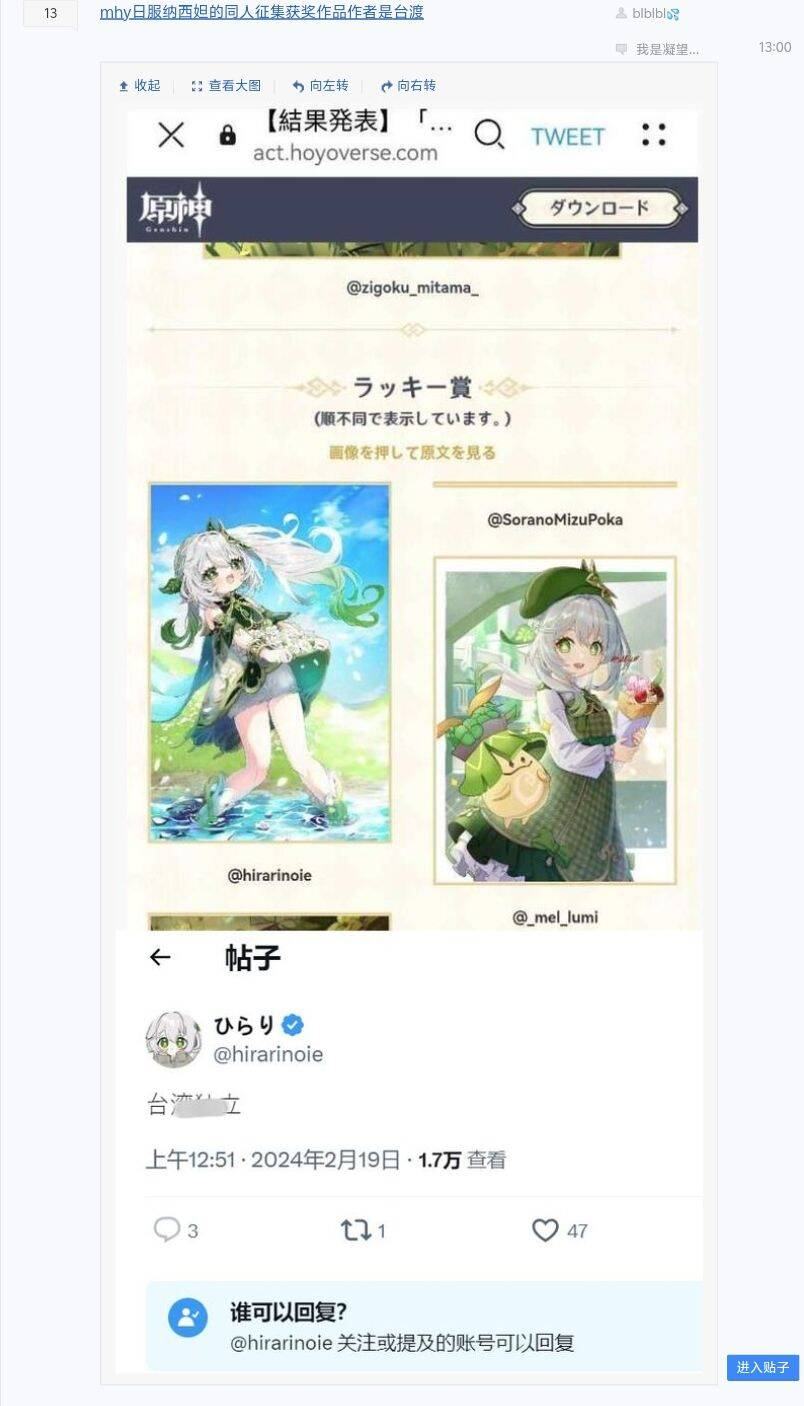 13
mhy日服纳西妲的同人征集获奖作品作者是台渡
blblbl💦
我是凝望...
13:00
收起
查看大图
向左转
向右转
【結果発表】「...
act.hoyoverse.com
TWEET
原神
Genshin
ダウンロード
@zigoku_mitama_
ラッキー賞
(順不同で表示しています。)
画像を押して原文を見る
@SoranoMizuPoka
@hirarinoie
@_mel_lumi
帖子
ひらり
@hirarinoie
台 立
上午12:51 · 2024年2月19日 · 1.7万 查看
3
1
47
谁可以回复?
@hirarinoie 关注或提及的账号可以回复
进入贴子